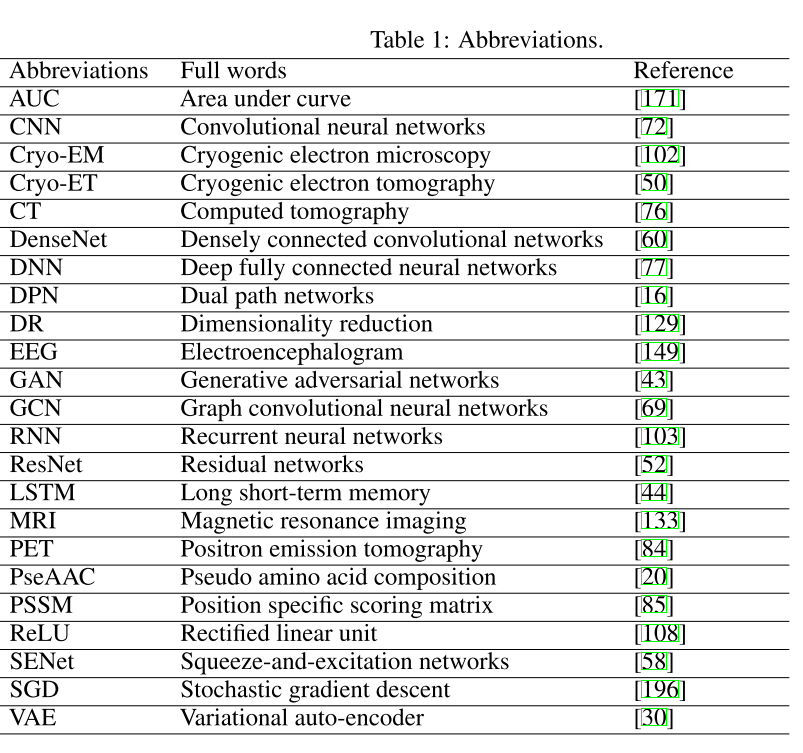 Table 1: Abbreviations.
Abbreviations Full words Reference
AUC Area under curve [171]
CNN Convolutional neural networks [72]
Cryo-EM Cryogenic electron microscopy [102]
Cryo-ET Cryogenic electron tomography [50]
CT Computed tomography [76]
DenseNet Densely connected convolutional networks [60]
DNN Deep fully connected neural networks [77]
DPN Dual path networks [16]
DR Dimensionality reduction [129]
EEG Electroencephalogram [149]
GAN Generative adversarial networks [43]
GCN Graph convolutional neural networks [69]
RNN Recurrent neural networks [103]
ResNet Residual networks [52]
LSTM Long short-term memory [44]
MRI Magnetic resonance imaging [133]
PET Positron emission tomography [84]
PseAAC Pseudo amino acid composition [20]
PSSM Position specific scoring matrix [85]
ReLU Rectified linear unit [108]
SENet Squeeze-and-excitation networks [58]
SGD Stochastic gradient descent [196]
VAE Variational auto-encoder [30]